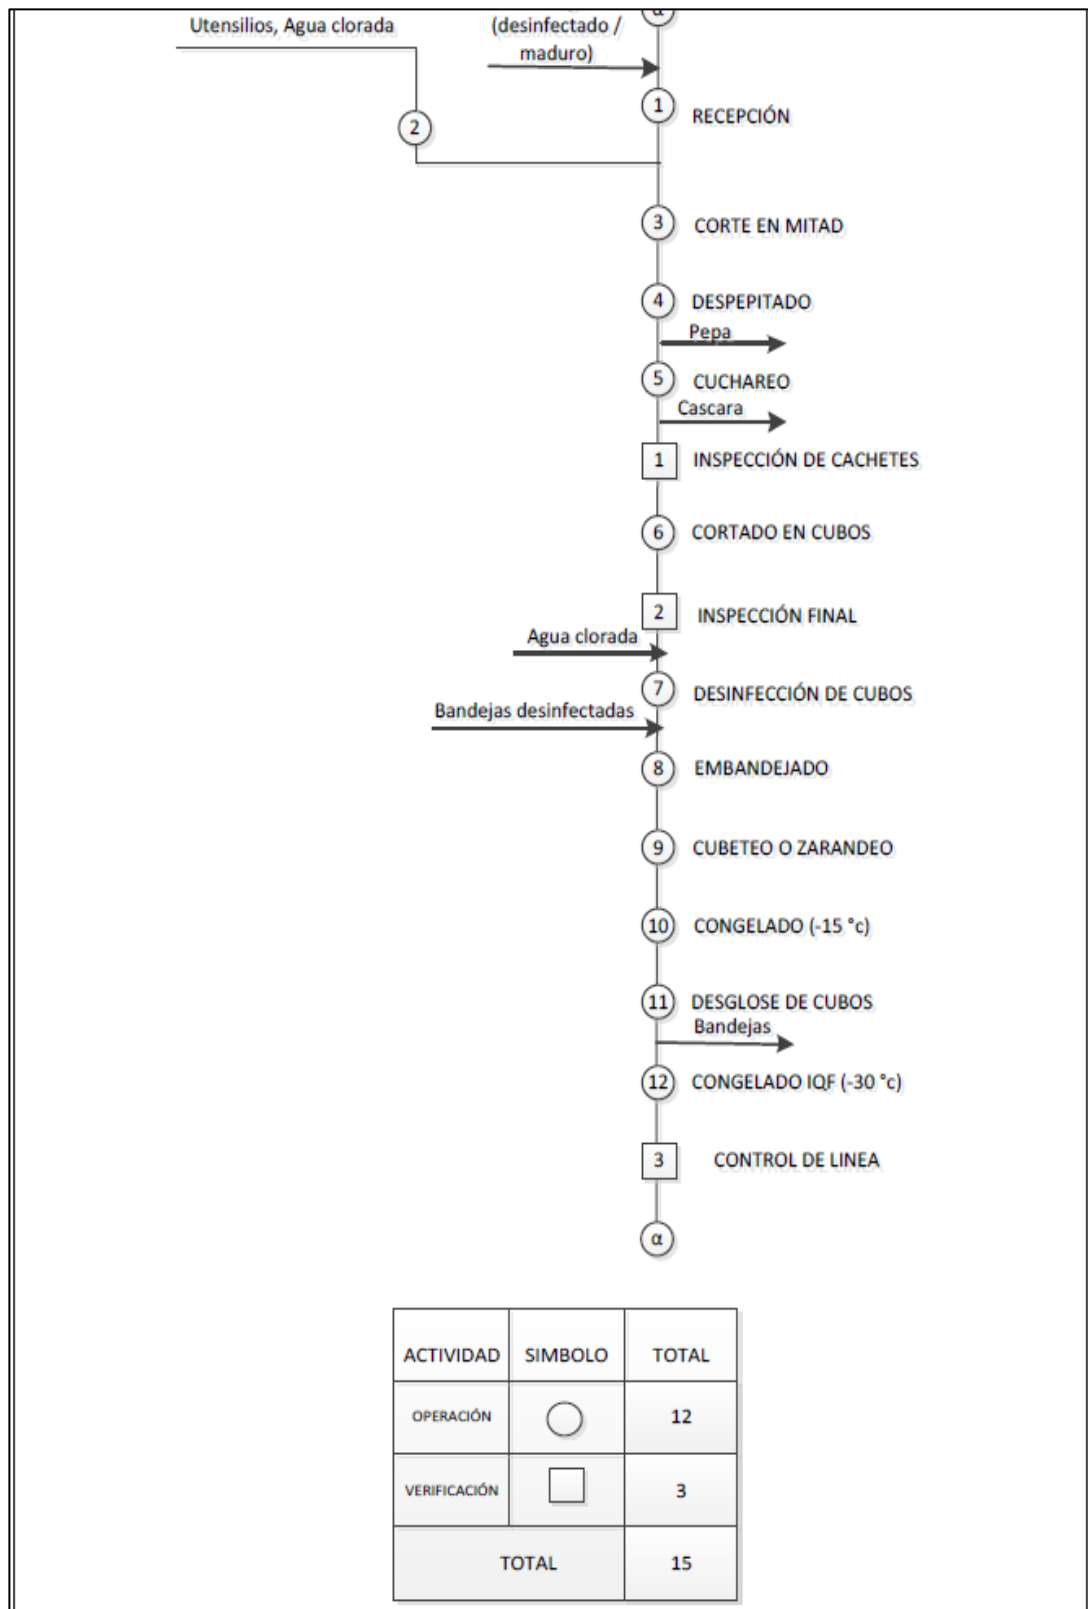 α
Utensilios, Agua clorada
(desinfectado /
maduro)
1
RECEPCIÓN
2
3
CORTE EN MITAD
4
DESPEPITADO
Pepa
5
CUCHAREO
Cascara
1
INSPECCIÓN DE CACHETES
6
CORTADO EN CUBOS
2
INSPECCIÓN FINAL
Agua clorada
7
DESINFECCIÓN DE CUBOS
Bandejas desinfectadas
8
EMBANDEJADO
9
CUBETEO O ZARANDEO
10
CONGELADO (-15 °c)
11
DESGLOSE DE CUBOS
Bandejas
12
CONGELADO IQF (-30 °c)
3
CONTROL DE LINEA
α
ACTIVIDAD SIMBOLO TOTAL
OPERACIÓN 12
VERIFICACIÓN 3
TOTAL 15